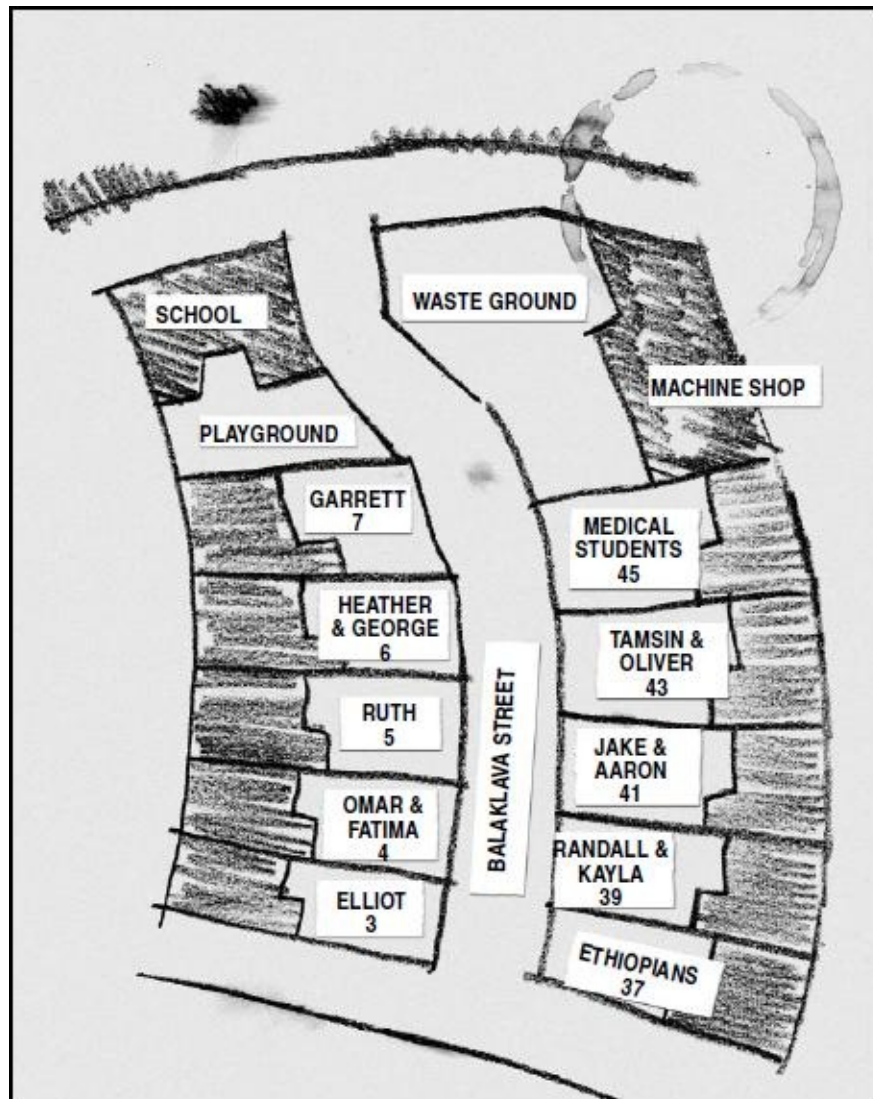 SCHOOL
WASTE GROUND
MACHINE SHOP
PLAYGROUND
GARRETT
7
MEDICAL
STUDENTS
45
HEATHER
& GEORGE
6
TAMSIN &
OLIVER
43
RUTH
5
BALAKLAVA STREET
JAKE &
AARON
41
OMAR &
FATIMA
4
RANDALL &
KAYLA
39
ELLIOT
3
ETHIOPIANS
37